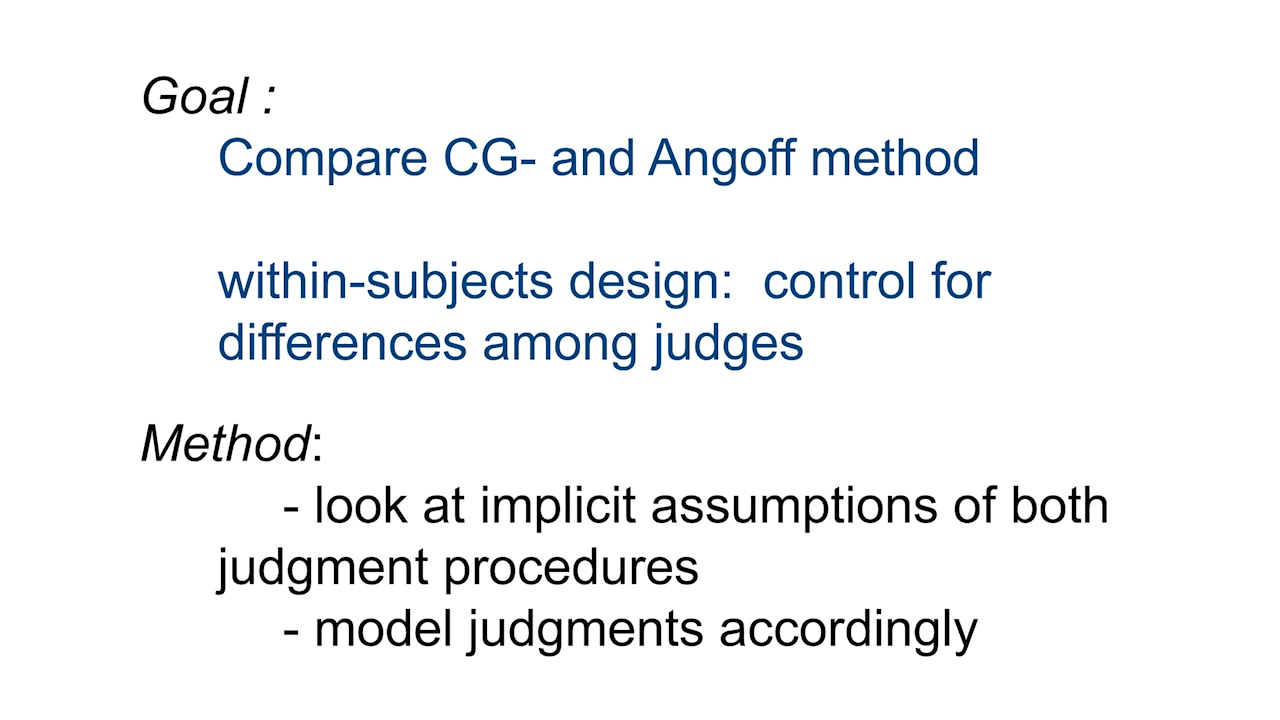 Goal :
Compare CG- and Angoff method
within-subjects design:  control for
differences among judges
Method:
- look at implicit assumptions of both
judgment procedures
- model judgments accordingly